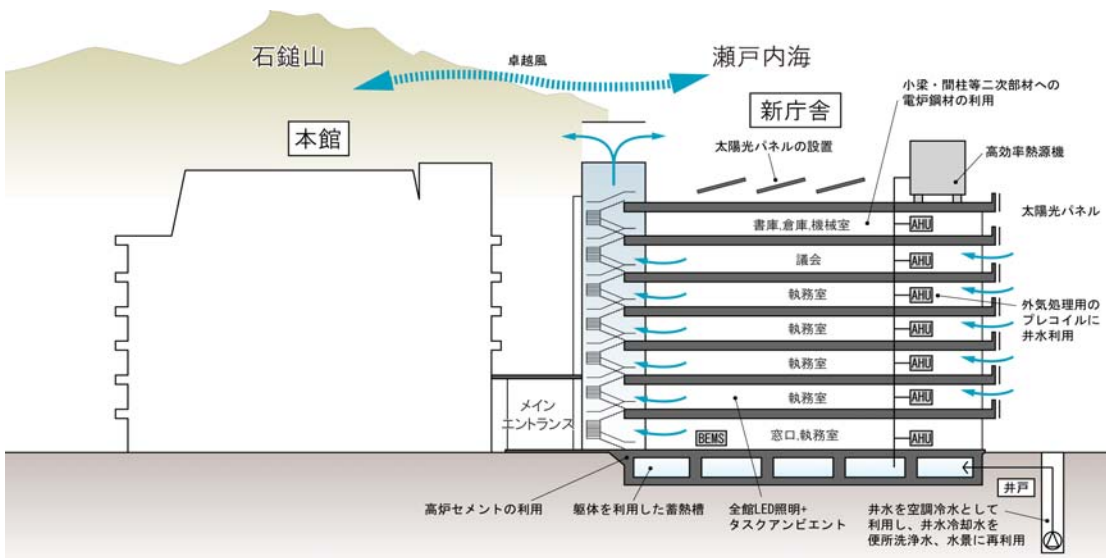 石鎚山
卓越風
瀬戸内海
小梁・間柱等二次部材への
電炉鋼材の利用
本館
新庁舎
太陽光パネルの設置
高効率熱源機
太陽光パネル
書庫,倉庫,機械室
AHU
議会
AHU
執務室
AHU
外気処理用の
プレコイルに
井水利用
執務室
AHU
執務室
AHU
執務室
AHU
メイン
エントランス
BEMS
窓口,執務室
AHU
井戸
高炉セメントの利用
躯体を利用した蓄熱槽
全館LED照明+
タスクアンビエント
井水を空調冷水として
利用し、井水冷却水を
便所洗浄水、水景に再利用